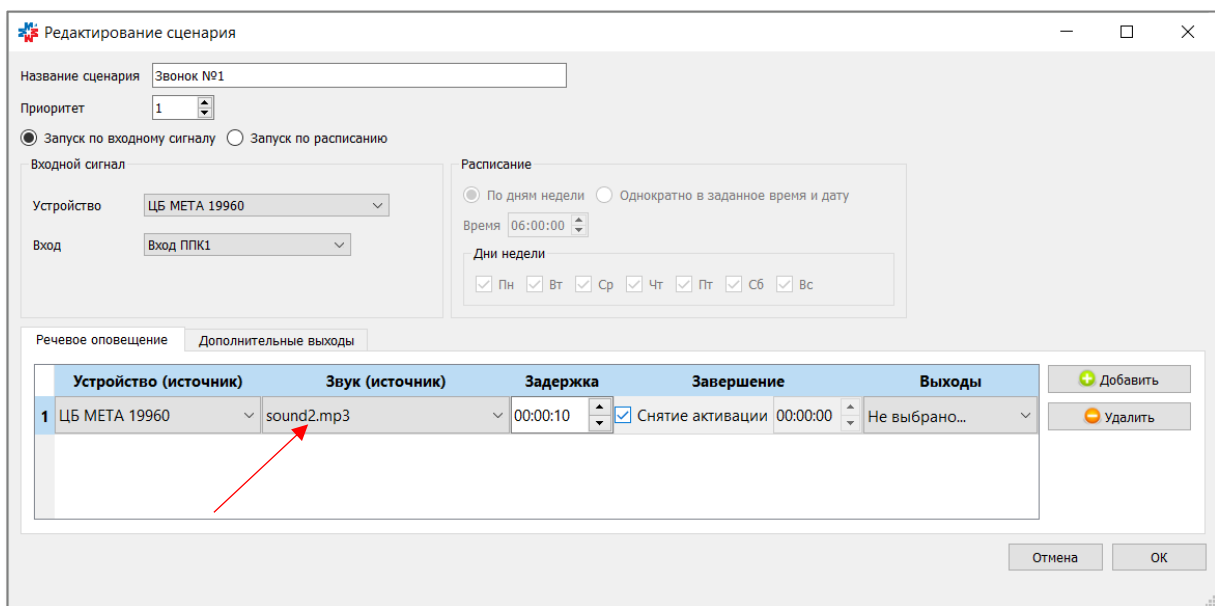 Редактирование сценария
Название сценария Звонок №1
Приоритет 1
Запуск по входному сигналу Запуск по расписанию
Входной сигнал
Устройство ЦБ МЕТА 19960
Вход Вход ППК1
Расписание
По дням недели Однократно в заданное время и дату
Время 06:00:00
Дни недели
Пн Вт Ср Чт Пт Сб Вс
Речевое оповещение Дополнительные выходы
Устройство (источник) Звук (источник) Задержка Завершение Выходы
1 ЦБ МЕТА 19960 sound2.mp3 00:00:10 Снятие активации 00:00:00 Не выбрано...
Добавить
Удалить
Отмена OK